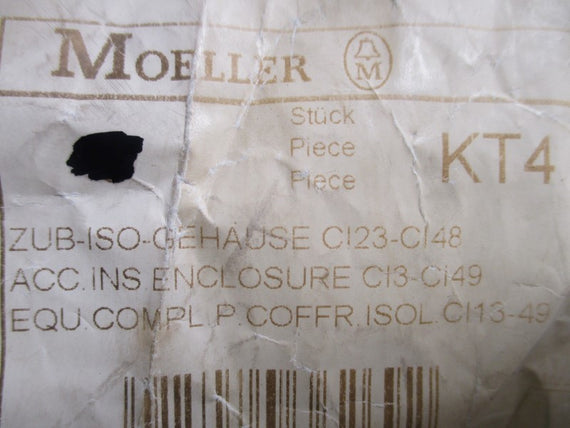 MOELLER M
Stück
Piece KT4
Piece
ZUB-ISO-GEHÄUSE CI23-CI48
ACC.INS ENCLOSURE CI3-CI49
EQU.COMPL.P.COFFR.ISOL.CI13-49